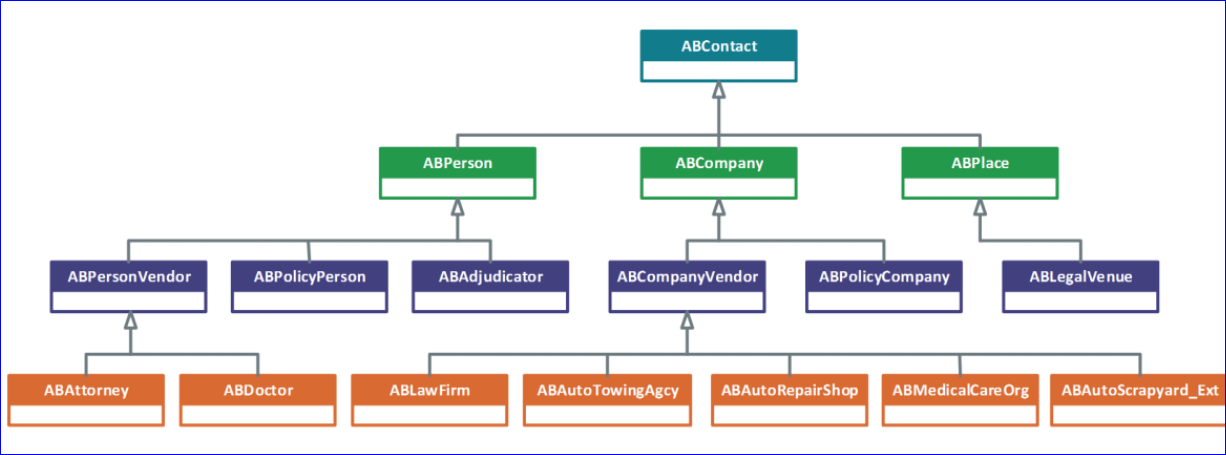 ABContact
ABPerson
ABCompany
ABPlace
ABPersonVendor
ABPolicyPerson
ABAdjudicator
ABCompanyVendor
ABPolicyCompany
ABLegalVenue
ABAttorney
ABDoctor
ABLawFirm
ABAutoTowingAgcy
ABAutoRepairShop
ABMedicalCareOrg
ABAutoScrapyard_Ext